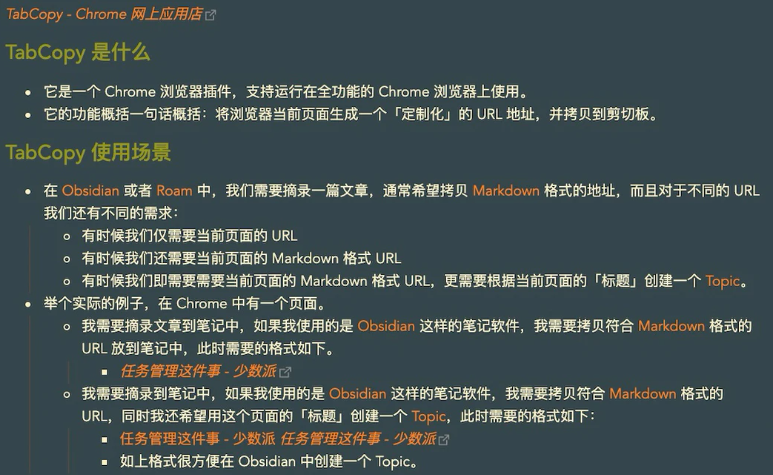 TabCopy - Chrome 网上应用店
TabCopy 是什么
它是一个 Chrome 浏览器插件，支持运行在全功能的 Chrome 浏览器上使用。
它的功能概括一句话概括：将浏览器当前页面生成一个「定制化」的 URL 地址，并拷贝到剪切板。
TabCopy 使用场景
在 Obsidian 或者 Roam 中，我们需要摘录一篇文章，通常希望拷贝 Markdown 格式的地址，而且对于不同的 URL
我们还有不同的需求：
有时候我们仅需要当前页面的 URL
有时候我们还需要当前页面的 Markdown 格式 URL
有时候我们即需要需要当前页面的 Markdown 格式 URL，更需要根据当前页面的「标题」创建一个 Topic。
举个实际的例子，在 Chrome 中有一个页面。
我需要摘录文章到笔记中，如果我使用的是 Obsidian 这样的笔记软件，我需要拷贝符合 Markdown 格式的
URL 放到笔记中，此时需要的格式如下。
任务管理这件事 - 少数派
我需要摘录到笔记中，如果我使用的是 Obsidian 这样的笔记软件，我需要拷贝符合 Markdown 格式的
URL，同时我还希望用这个页面的「标题」创建一个 Topic，此时需要的格式如下：
任务管理这件事 - 少数派 任务管理这件事 - 少数派
如上格式很方便在 Obsidian 中创建一个 Topic。